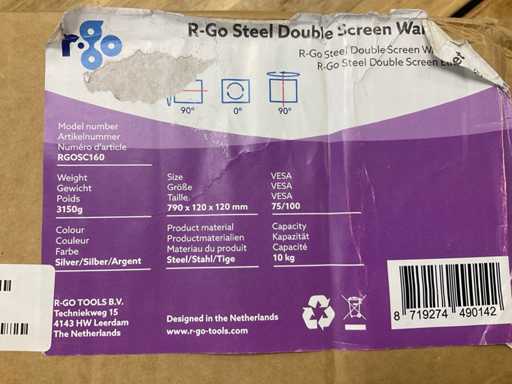 r-go
R-Go Steel Double Screen Wal
R-Go Steel Double Screen W
R-Go Steel Double Screen
90° 0° 90°
Model number
Artikelnummer
Numéro d'article
RGOSC160
Weight
Gewicht
Poids
3150g
Size
Größe
Taille.
790 x 120 x 120 mm
VESA
VESA
VESA
75/100
Colour
Couleur
Farbe
Silver/Silber/Argent
Product material
Productmaterialien
Materiau du produit
Steel/Stahl/Tige
Capacity
Kapazität
Capacité
10 kg
R-GO TOOLS B.V.
Techniekweg 15
4143 HW Leerdam
The Netherlands
Designed in the Netherlands
www.r-go-tools.com
8 719274 490142